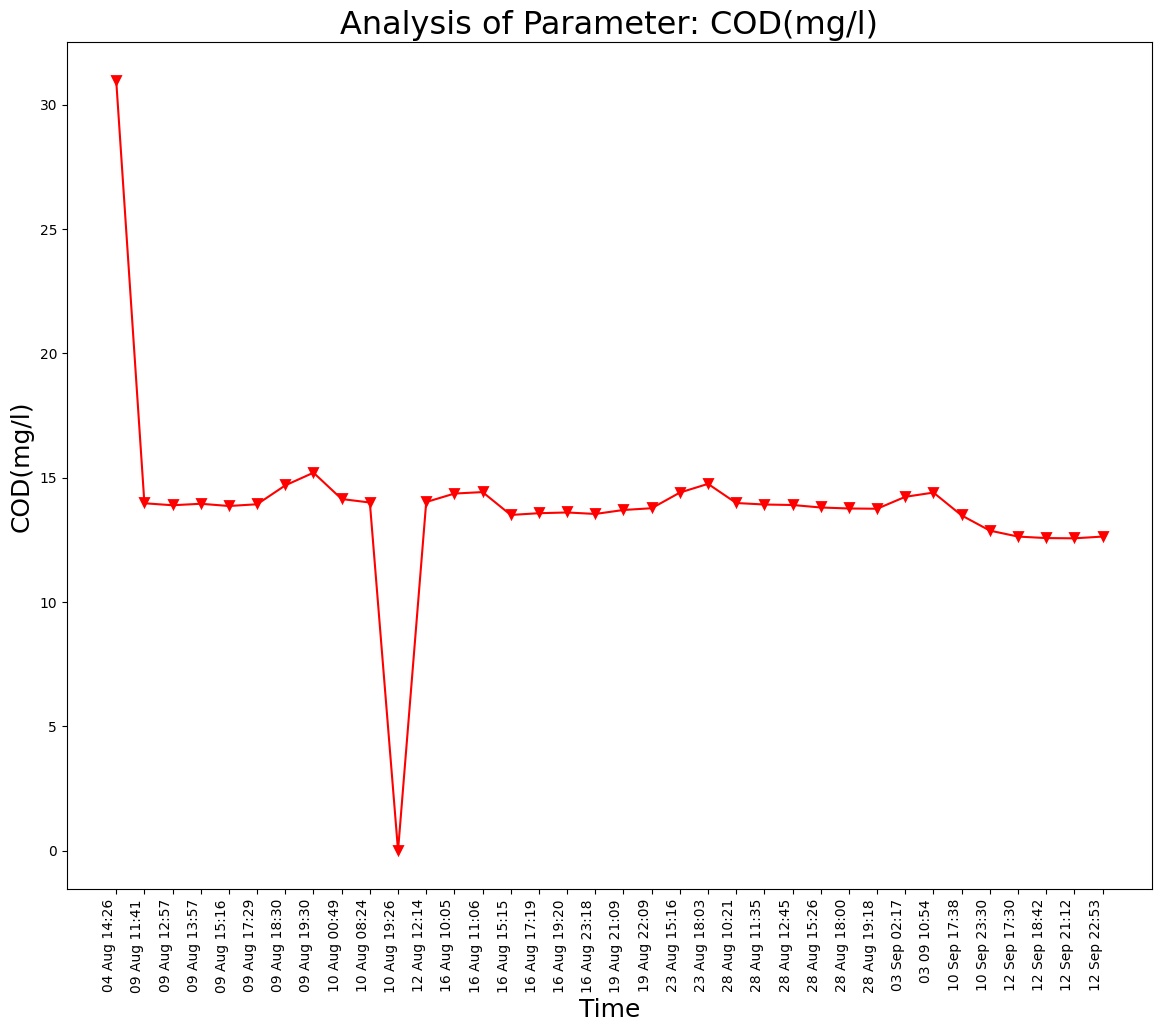 Analysis of Parameter: COD(mg/l)
COD(mg/l)
30
25
20
15
10
5
0
04 Aug 14:26
09 Aug 11:41
09 Aug 12:57
09 Aug 13:57
09 Aug 15:16
09 Aug 17:29
09 Aug 18:30
09 Aug 19:30
10 Aug 00:49
10 Aug 08:24
10 Aug 19:26
12 Aug 12:14
16 Aug 10:05
16 Aug 11:06
16 Aug 15:15
16 Aug 17:19
16 Aug 19:20
16 Aug 23:18
19 Aug 21:09
19 Aug 22:09
23 Aug 15:16
23 Aug 18:03
28 Aug 10:21
28 Aug 11:35
28 Aug 12:45
28 Aug 15:26
28 Aug 18:00
28 Aug 19:18
03 Sep 02:17
03 09 10:54
10 Sep 17:38
10 Sep 23:30
12 Sep 17:30
12 Sep 18:42
12 Sep 21:12
12 Sep 22:53
Time